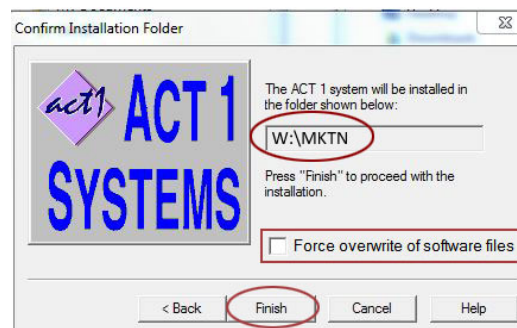 Confirm Installation Folder
act1
ACT 1
SYSTEMS
The ACT 1 system will be installed in
the folder shown below:
W:\MKTN
Press "Finish" to proceed with the
installation.
Force overwrite of software files
< Back
Finish
Cancel
Help